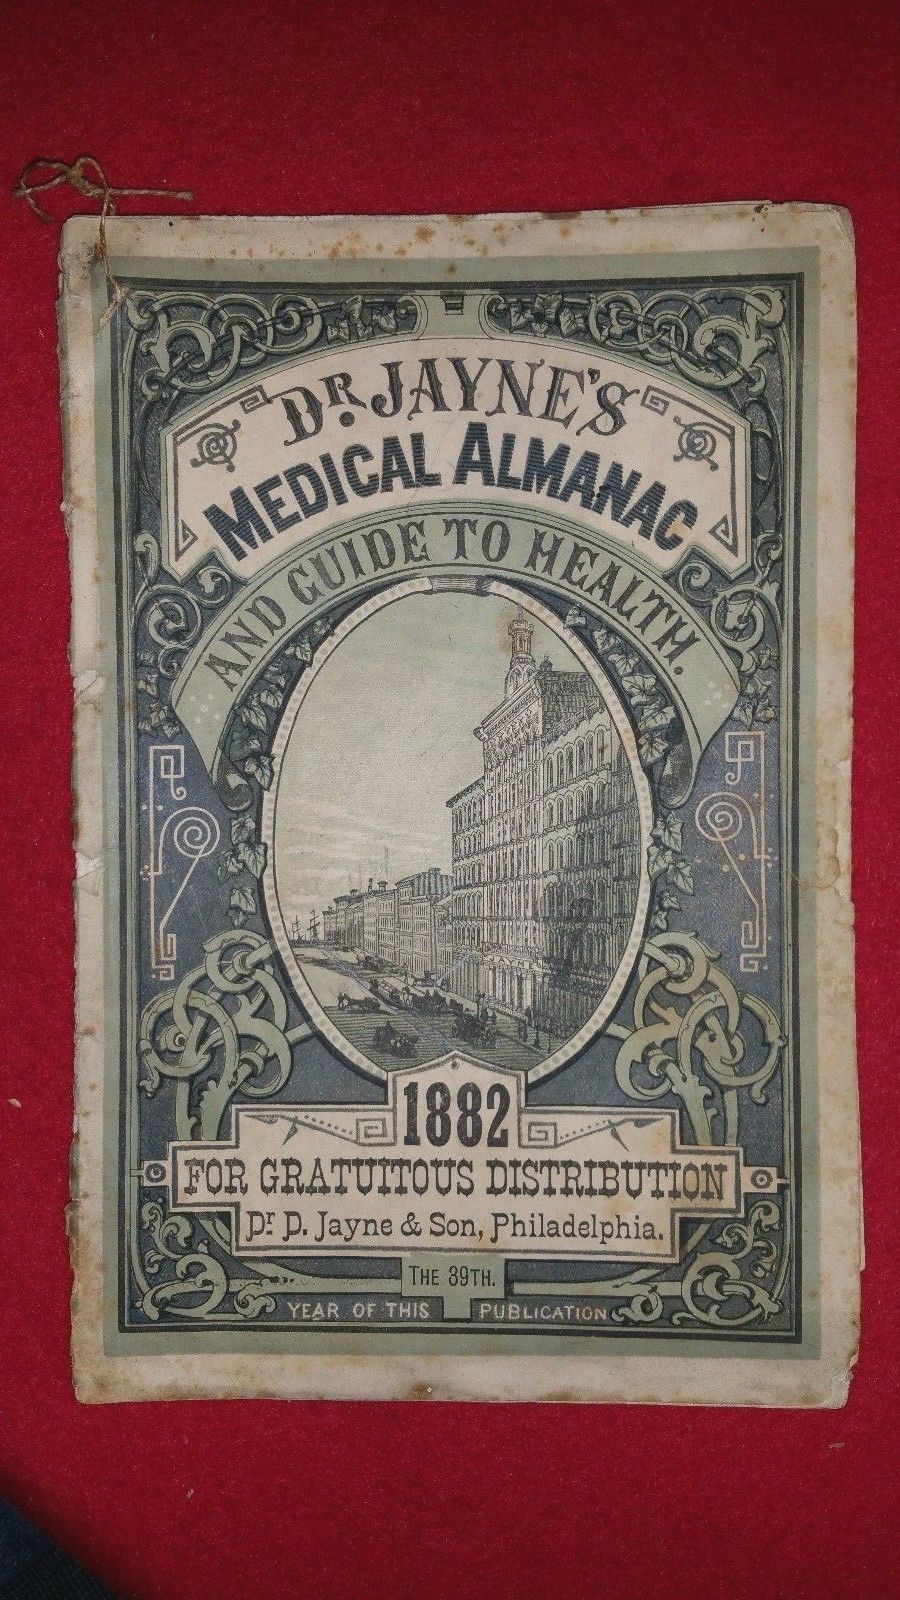 DR. JAYNE'S
MEDICAL ALMANAC
AND GUIDE TO HEALTH.
1882
FOR GRATUITOUS DISTRIBUTION
Dr D. Jayne & Son, Philadelphia.
THE 39TH.
YEAR OF THIS PUBLICATION